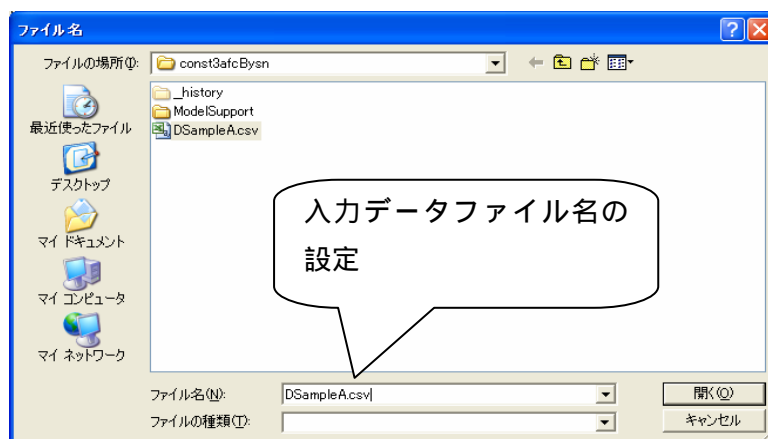 ファイル名
ファイルの場所(I):
const3afcBysn
_history
ModelSupport
DSampleA.csv
最近使ったファイル
デスクトップ
マイ ドキュメント
マイ コンピュータ
マイ ネットワーク
入力データファイル名の
設定
ファイル名(N):
DSampleA.csv
開く(O)
ファイルの種類(T):
キャンセル